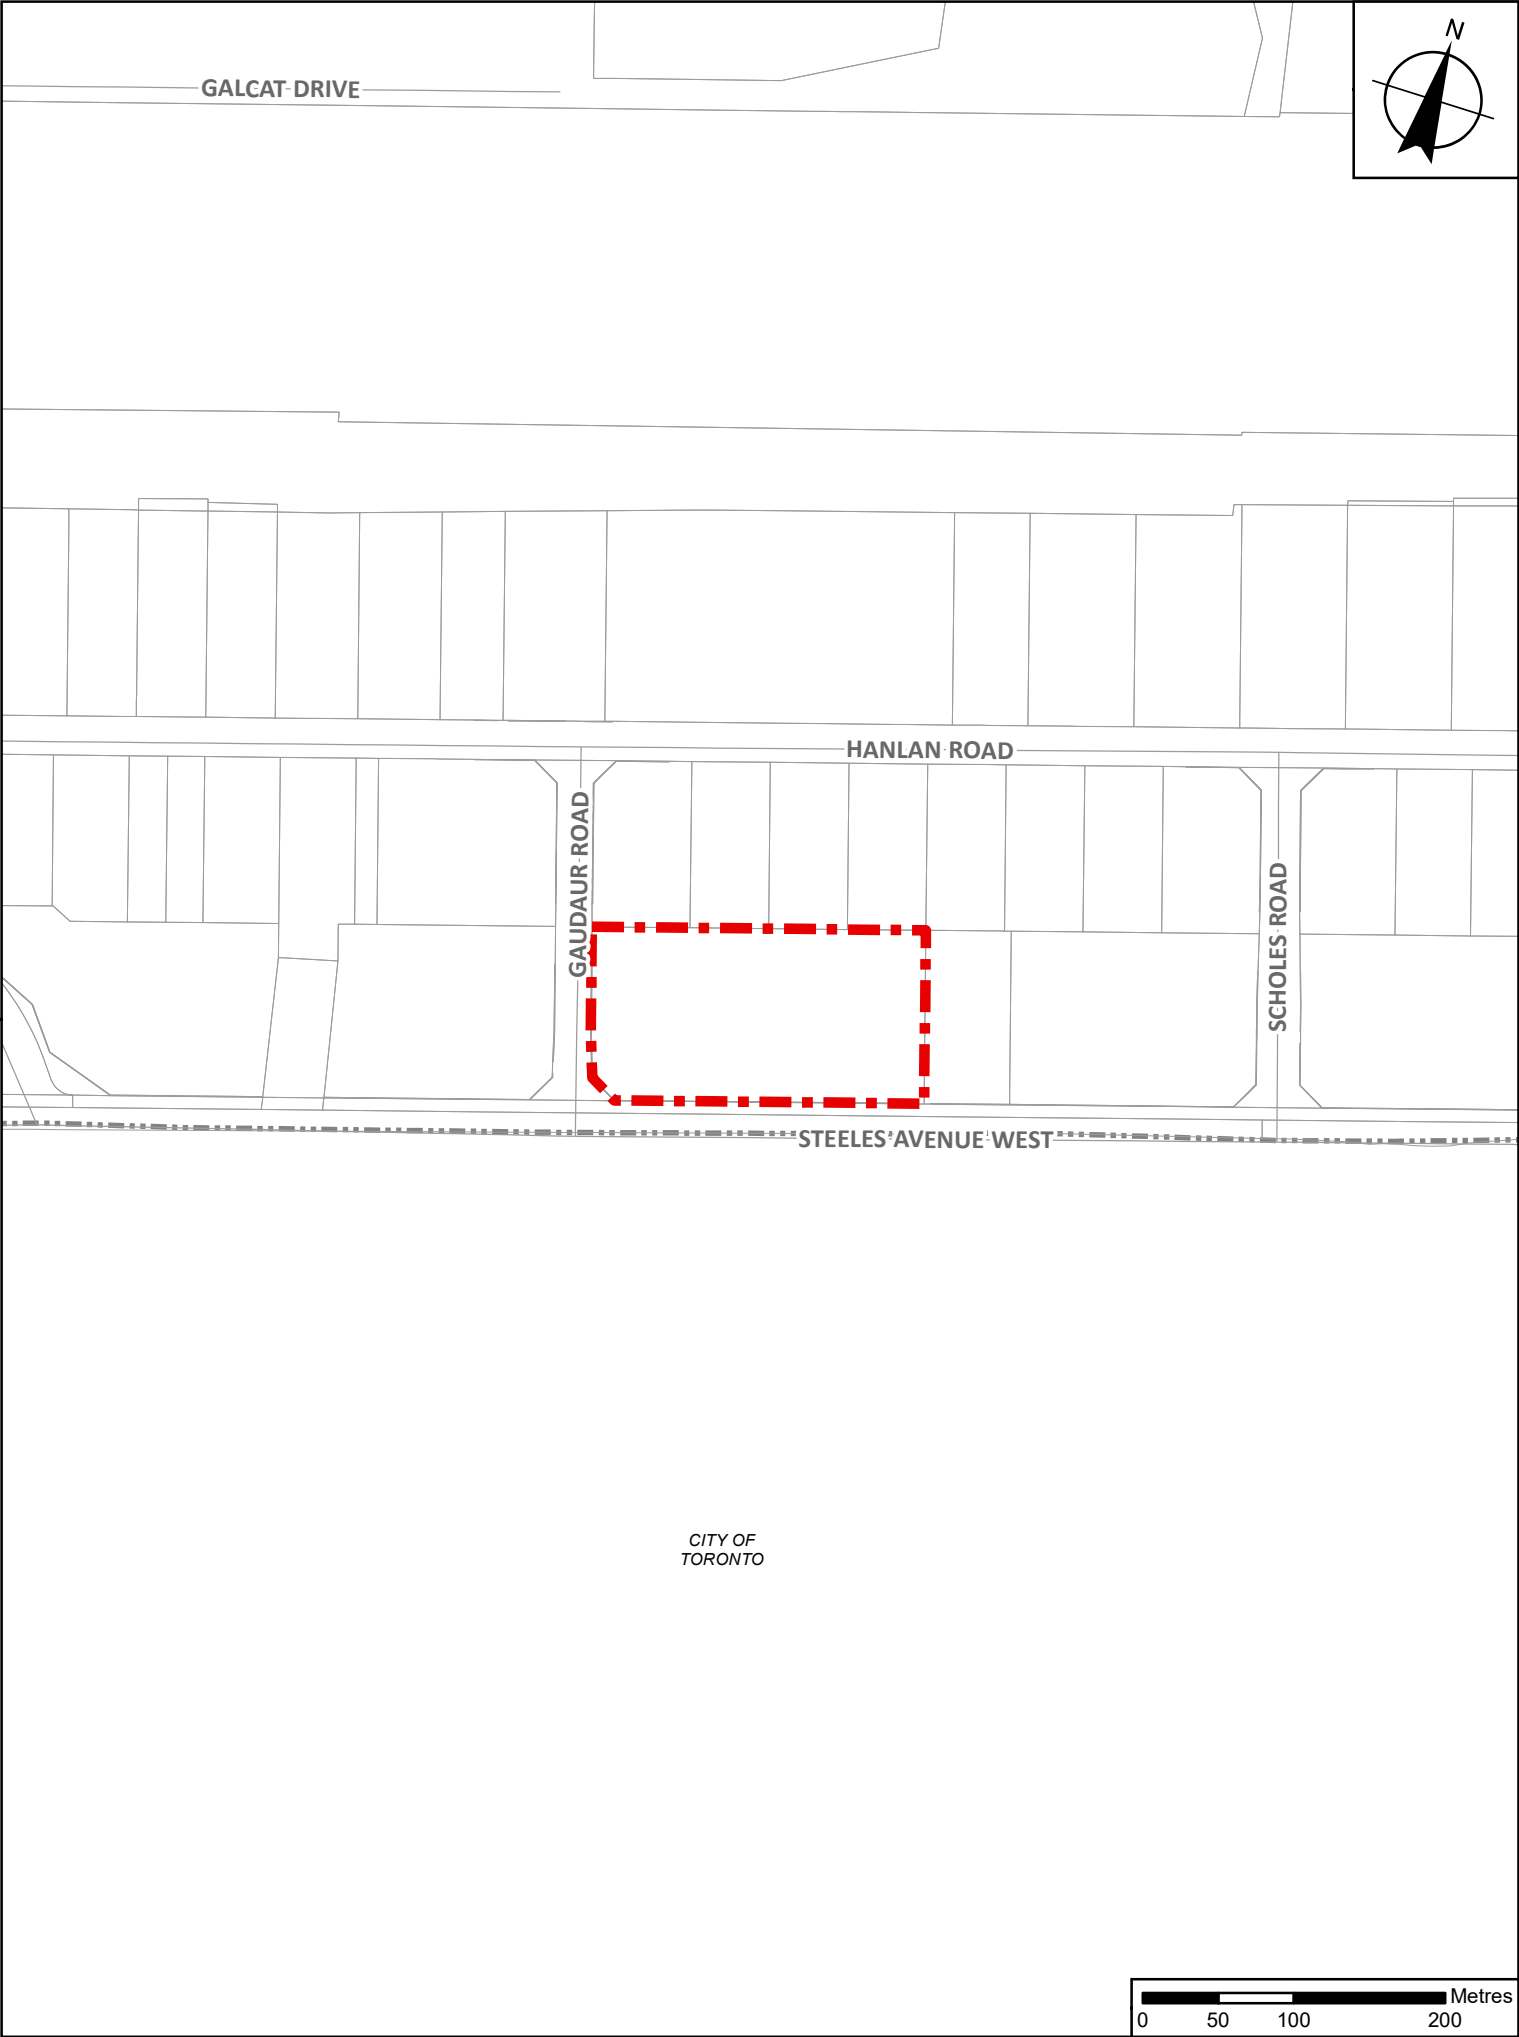 N
GALCAT DRIVE
HANLAN ROAD
GAUDAUR ROAD
SCHOLES ROAD
STEELES AVENUE WEST
CITY OF
TORONTO
Metres
0 50 100 200